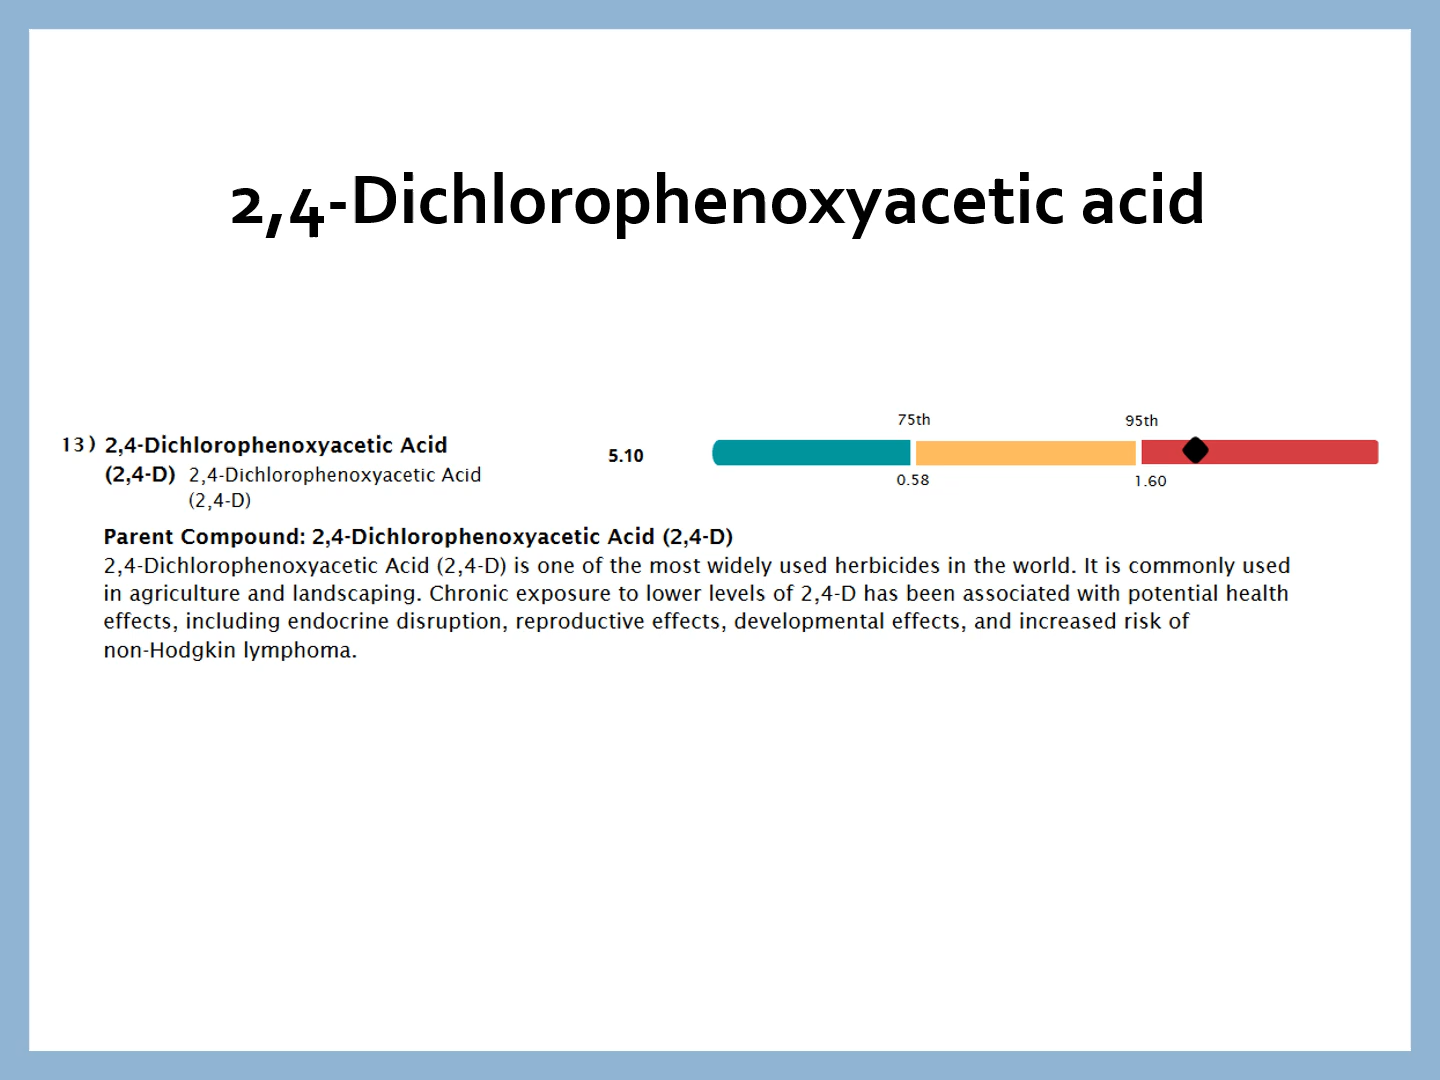 2,4-Dichlorophenoxyacetic acid
75th 95th
13) 2,4-Dichlorophenoxyacetic Acid
5.10
(2,4-D) 2,4-Dichlorophenoxyacetic Acid
(2,4-D)
0.58 1.60
Parent Compound: 2,4-Dichlorophenoxyacetic Acid (2,4-D)
2,4-Dichlorophenoxyacetic Acid (2,4-D) is one of the most widely used herbicides in the world. It is commonly used
in agriculture and landscaping. Chronic exposure to lower levels of 2,4-D has been associated with potential health
effects, including endocrine disruption, reproductive effects, developmental effects, and increased risk of
non-Hodgkin lymphoma.